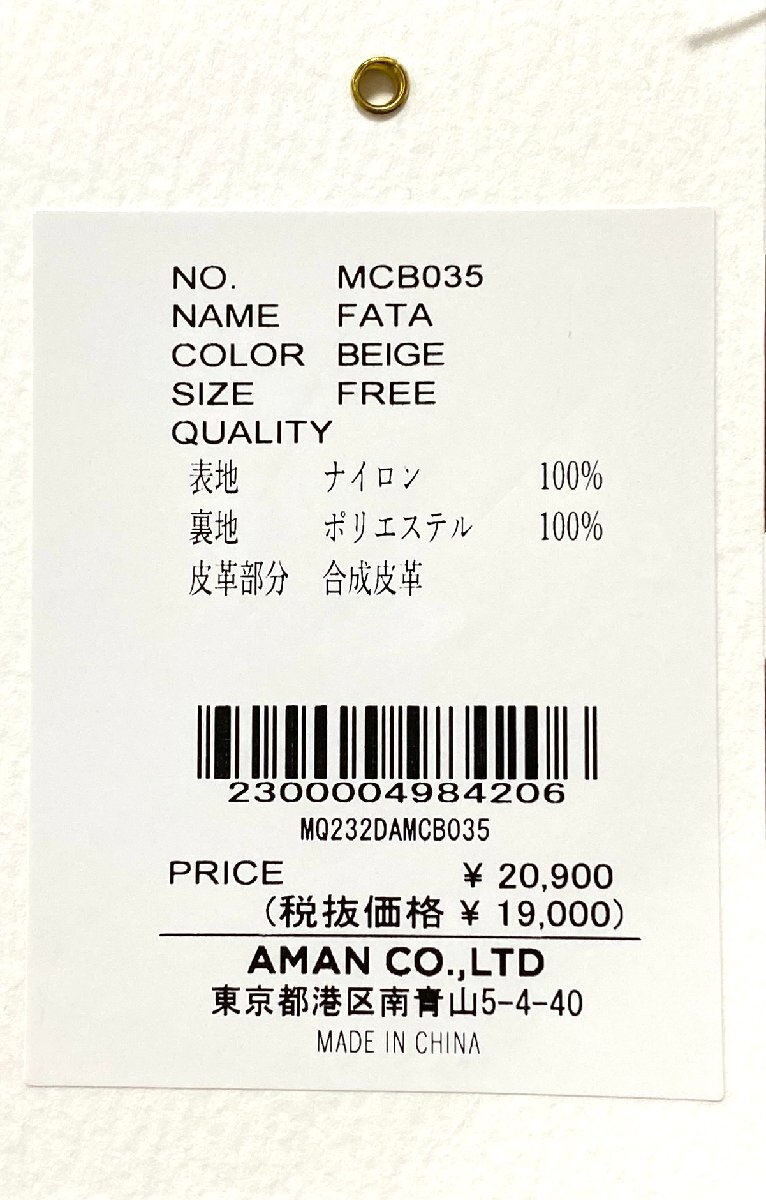 NO. MCB035
NAME FATA
COLOR BEIGE
SIZE FREE
QUALITY
表地 ナイロン 100%
裏地 ポリエステル 100%
皮革部分 合成皮革
2300004984206
MQ232DAMCB035
PRICE ¥ 20,900
(税抜価格 ¥ 19,000)
AMAN CO.,LTD
東京都港区南青山5-4-40
MADE IN CHINA